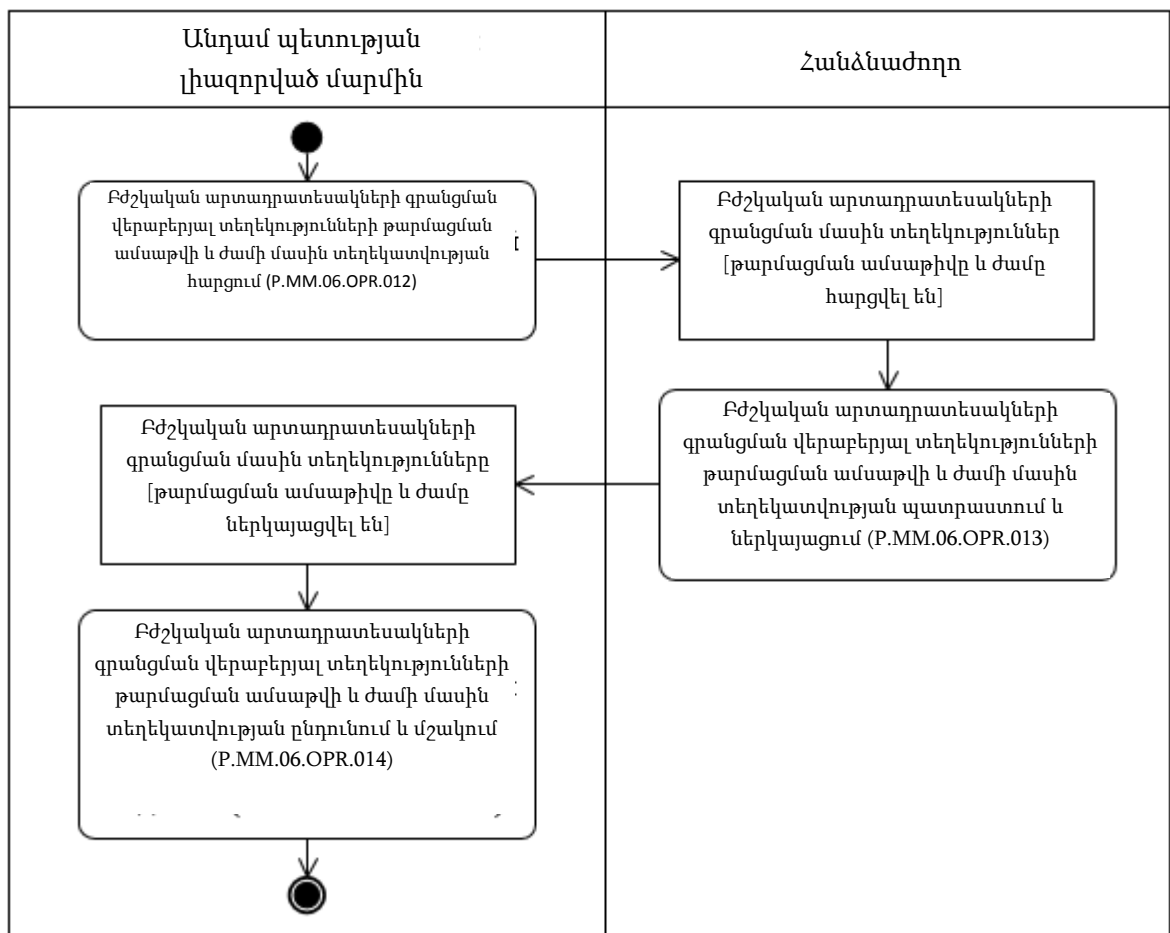 Անդամ պետության
լիազորված մարմին
Հանձնաժողո
Բժշկական արտադրատեսակների գրանցման
վերաբերյալ տեղեկությունների թարմացման
ամսաթվի և ժամի մասին տեղեկատվության
հարցում (P.MM.06.OPR.012)
Բժշկական արտադրատեսակների
գրանցման մասին տեղեկություններ
[թարմացման ամսաթիվը և ժամը
հարցվել են]
Բժշկական արտադրատեսակների
գրանցման վերաբերյալ տեղեկությունների
թարմացման ամսաթվի և ժամի մասին
տեղեկատվության պատրաստում և
ներկայացում (P.MM.06.OPR.013)
Բժշկական արտադրատեսակների
գրանցման մասին տեղեկությունները
[թարմացման ամսաթիվը և ժամը
ներկայացվել են]
Բժշկական արտադրատեսակների
գրանցման վերաբերյալ տեղեկությունների
թարմացման ամսաթվի և ժամի մասին
տեղեկատվության ընդունում և մշակում
(P.MM.06.OPR.014)